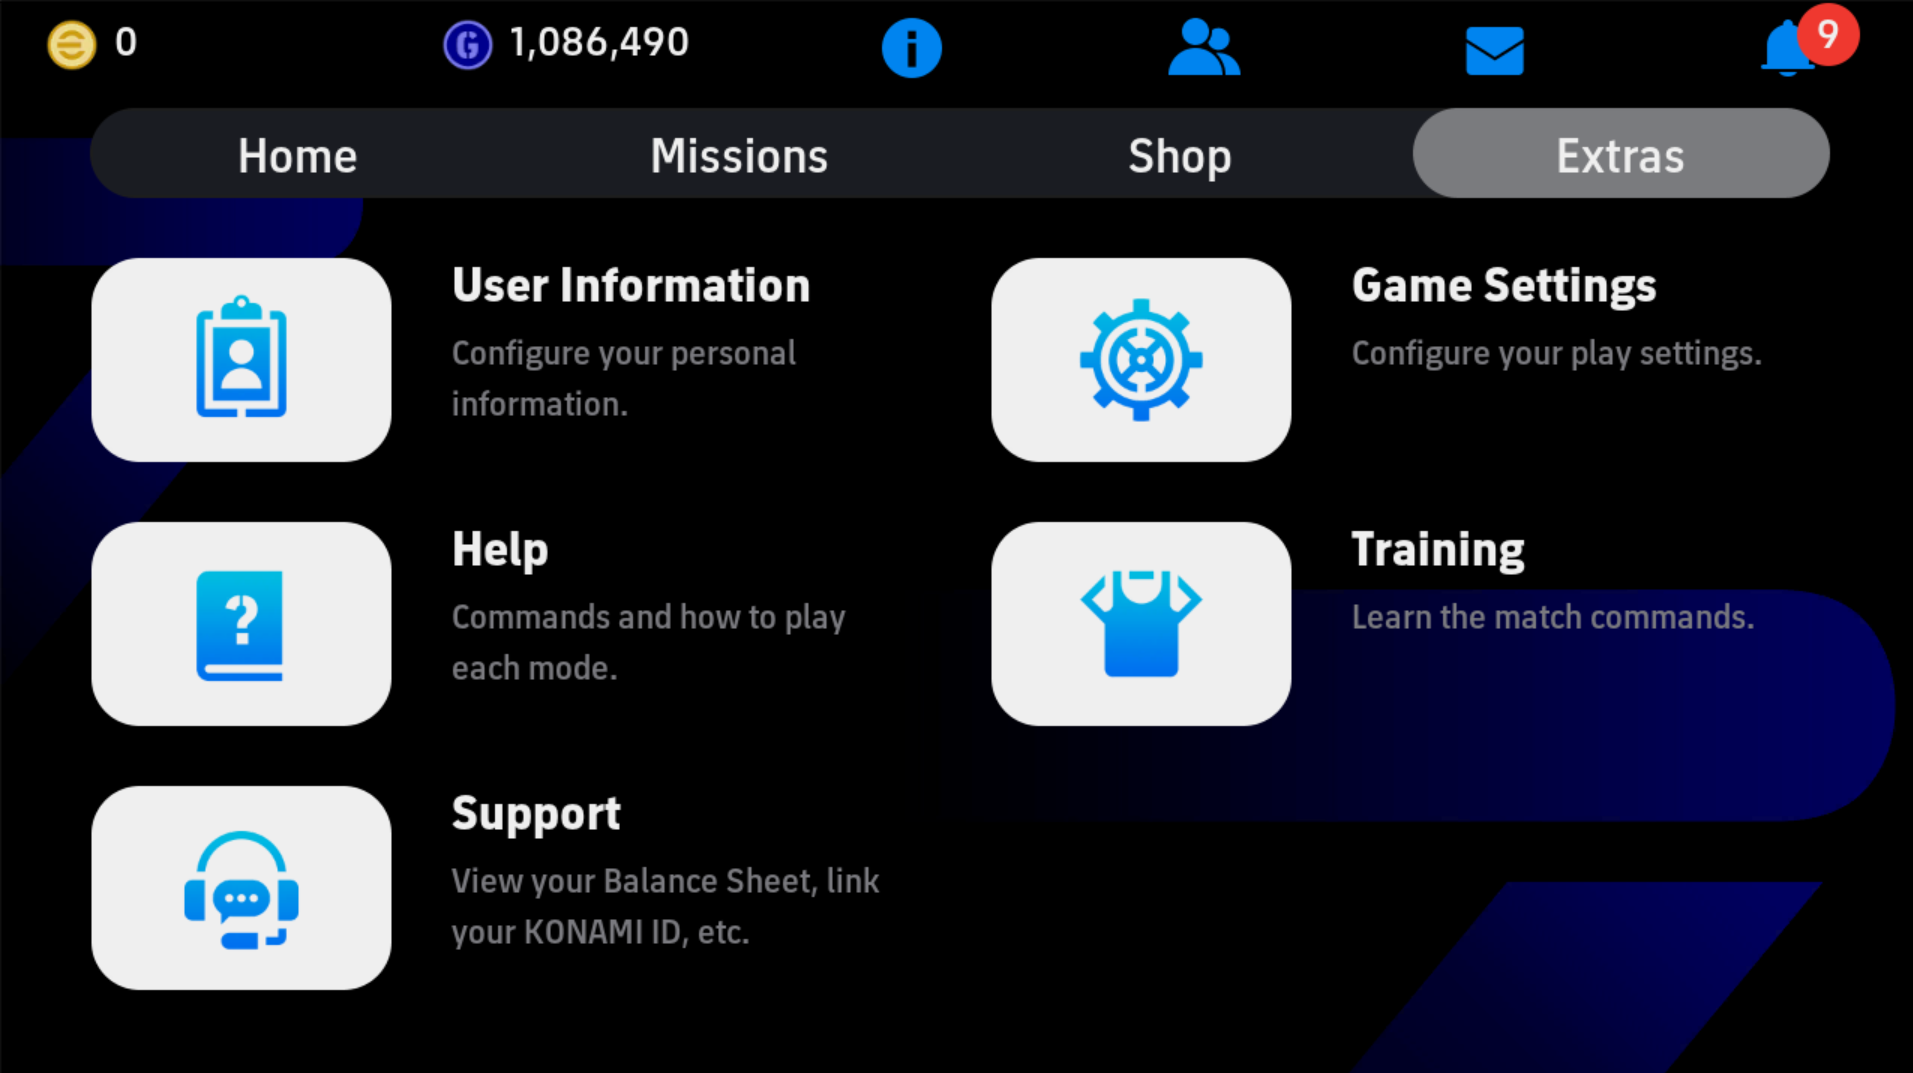 0
G 1,086,490
9
Home Missions Shop Extras
User Information
Configure your personal
information.
Game Settings
Configure your play settings.
Help
Commands and how to play
each mode.
Training
Learn the match commands.
Support
View your Balance Sheet, link
your KONAMI ID, etc.